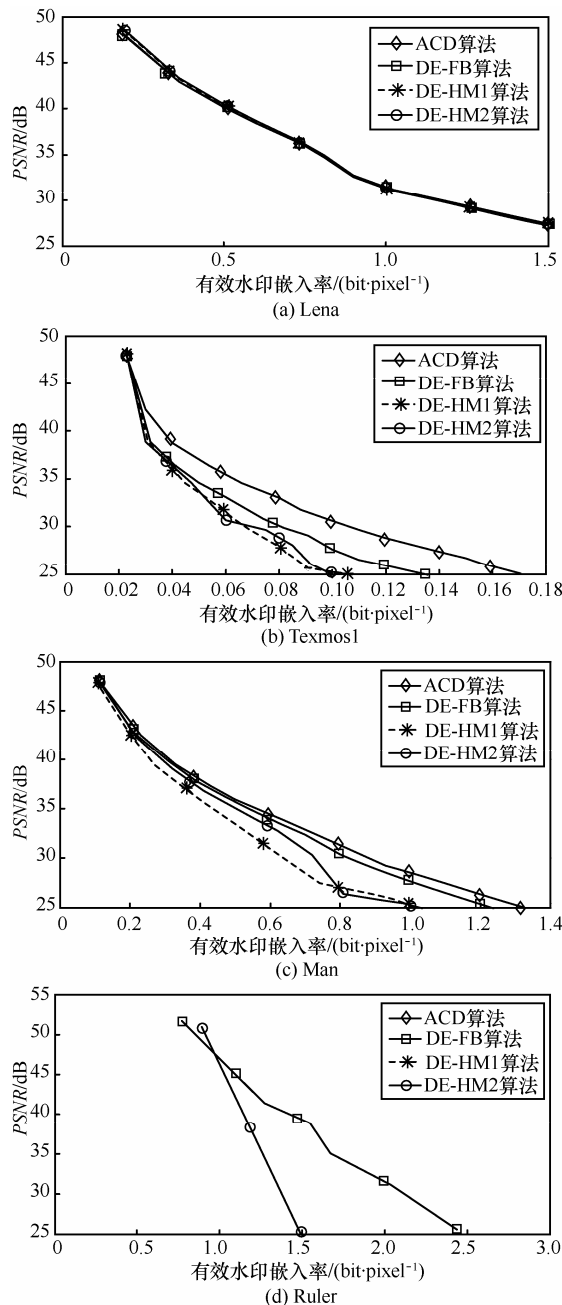 50
45
40
35
30
25
PSNR/dB
ACD算法
DE-FB算法
DE-HM1算法
DE-HM2算法
0 0.5 1.0 1.5
有效水印嵌入率/(bit·pixel⁻¹)
(a) Lena
50
45
40
35
30
25
PSNR/dB
ACD算法
DE-FB算法
DE-HM1算法
DE-HM2算法
0.00 0.02 0.04 0.06 0.08 0.10 0.12 0.14 0.16 0.18
有效水印嵌入率/(bit·pixel⁻¹)
(b) Texmos1
50
45
40
35
30
25
PSNR/dB
ACD算法
DE-FB算法
DE-HM1算法
DE-HM2算法
0 0.2 0.4 0.6 0.8 1.0 1.2 1.4
有效水印嵌入率/(bit·pixel⁻¹)
(c) Man
55
50
45
40
35
30
25
PSNR/dB
ACD算法
DE-FB算法
DE-HM1算法
DE-HM2算法
0 0.5 1.0 1.5 2.0 2.5 3.0
有效水印嵌入率/(bit·pixel⁻¹)
(d) Ruler